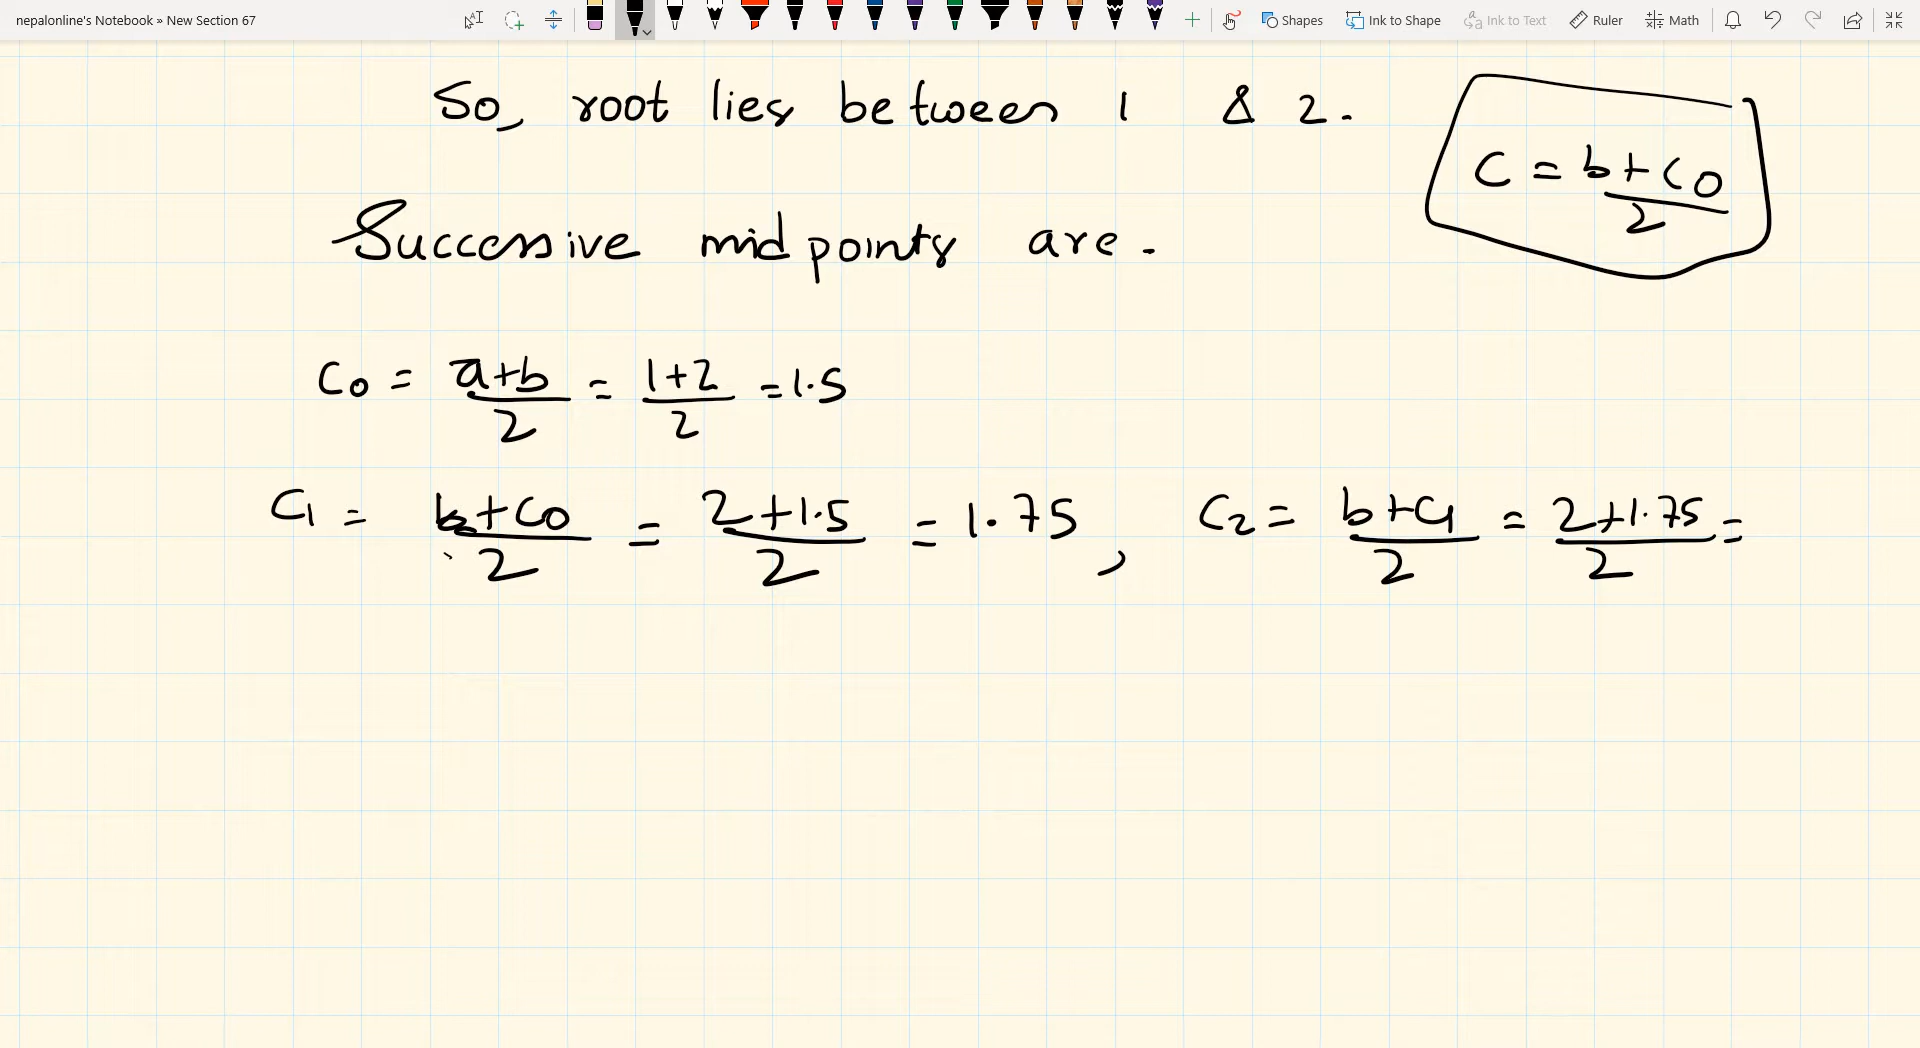 nepalonline's Notebook » New Section 67 Shapes Ink to Shape Ink to Text Ruler Math
So, root lies between 1 & 2.
C = b+C0/2
Successive midpoints are.
C0 = a+b/2 = 1+2/2 = 1.5
C1 = b+C0/2 = 2+1.5/2 = 1.75, C2 = b+C1/2 = 2+1.75/2 =